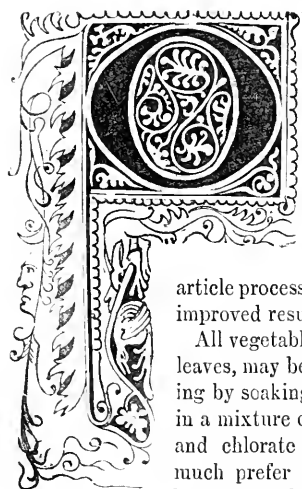 P
article process
improved resu
All vegetabl
leaves, may be
ing by soaking
in a mixture o
and chlorate
much prefer